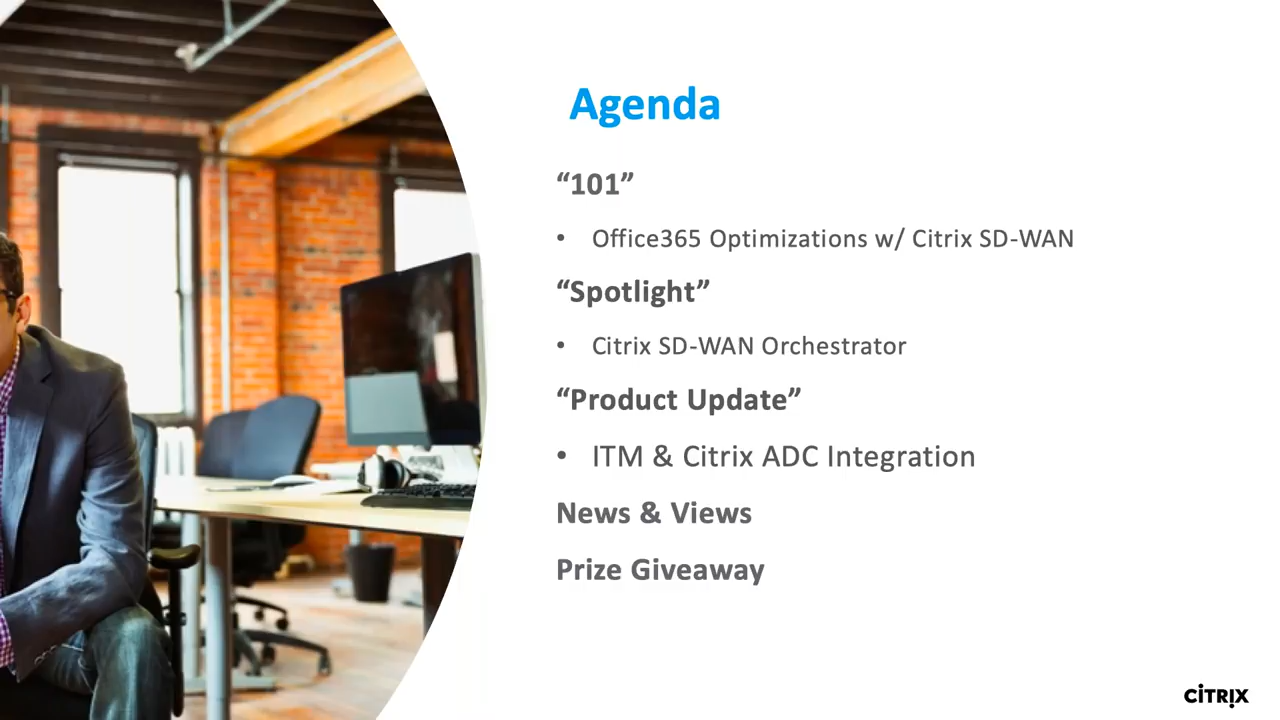 Agenda
“101”
• Office365 Optimizations w/ Citrix SD-WAN
“Spotlight”
• Citrix SD-WAN Orchestrator
“Product Update”
• ITM & Citrix ADC Integration
News & Views
Prize Giveaway
CITRIX